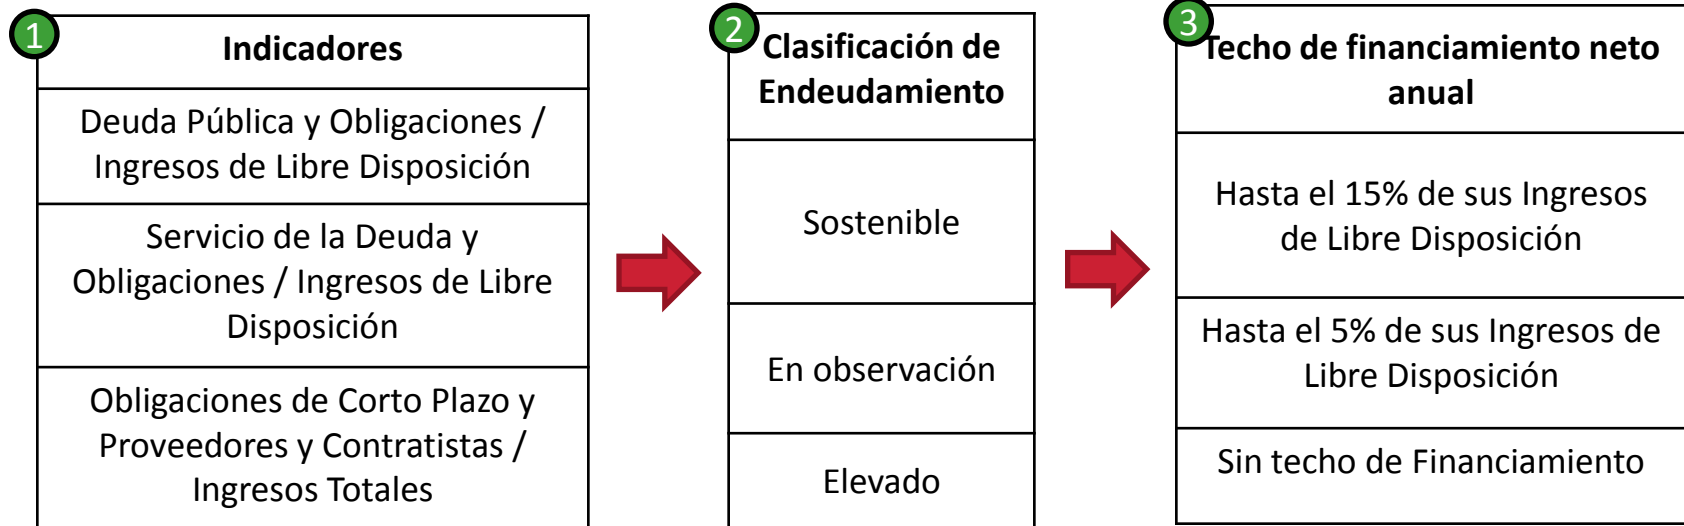 1
Indicadores
Deuda Pública y Obligaciones /
Ingresos de Libre Disposición
Servicio de la Deuda y
Obligaciones / Ingresos de Libre
Disposición
Obligaciones de Corto Plazo y
Proveedores y Contratistas /
Ingresos Totales
2
Clasificación de
Endeudamiento
Sostenible
En observación
Elevado
3
Techo de financiamiento neto
anual
Hasta el 15% de sus Ingresos
de Libre Disposición
Hasta el 5% de sus Ingresos de
Libre Disposición
Sin techo de Financiamiento